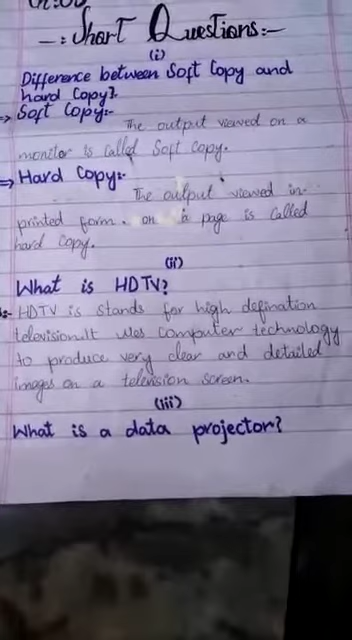 -: Short Questions:-
(i)
Difference between Soft Copy and
hard Copy?
⇒ Soft Copy:-
The output viewed on a
monitor is called Soft Copy.
⇒ Hard Copy:-
The output viewed in
printed form. on a page is called
hard copy.
(ii)
What is HDTV?
HDTV is stands for high defination
television.It uses computer technology
to produce very clear and detailed
images on a television screen.
(iii)
What is a data projector?